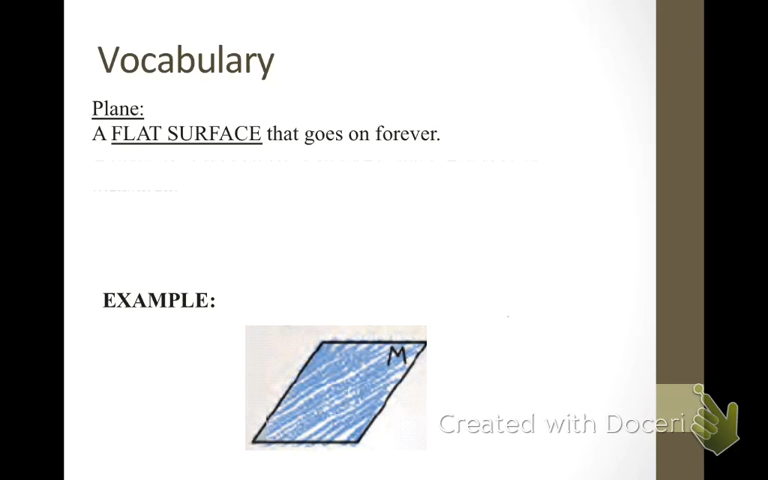 Vocabulary
Plane:
A FLAT SURFACE that goes on forever.
EXAMPLE:
M
Created with Doceri